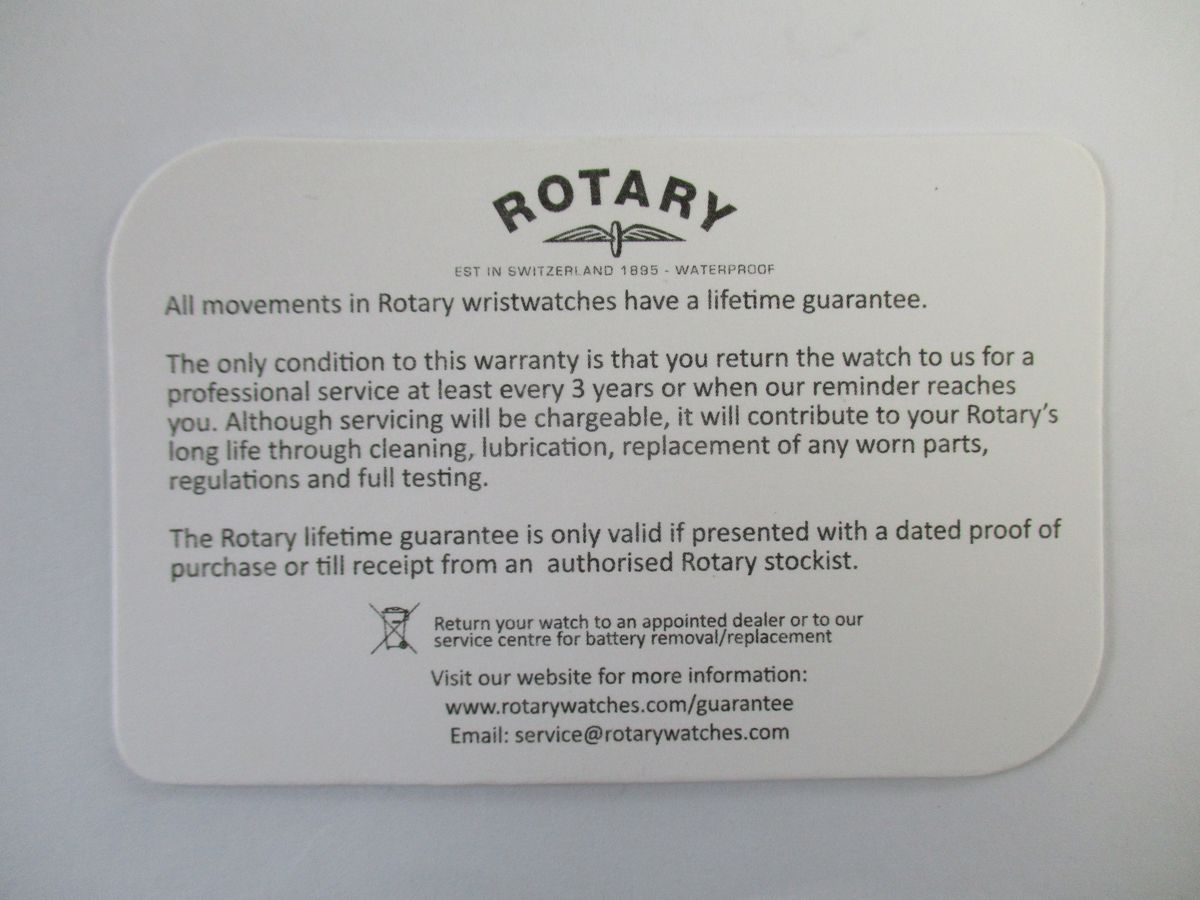 ROTARY
EST IN SWITZERLAND 1895 - WATERPROOF
All movements in Rotary wristwatches have a lifetime guarantee.
The only condition to this warranty is that you return the watch to us for a
professional service at least every 3 years or when our reminder reaches
you. Although servicing will be chargeable, it will contribute to your Rotary's
long life through cleaning, lubrication, replacement of any worn parts,
regulations and full testing.
The Rotary lifetime guarantee is only valid if presented with a dated proof of
purchase or till receipt from an authorised Rotary stockist.
Return your watch to an appointed dealer or to our
service centre for battery removal/replacement
Visit our website for more information:
www.rotarywatches.com/guarantee
Email: service@rotarywatches.com